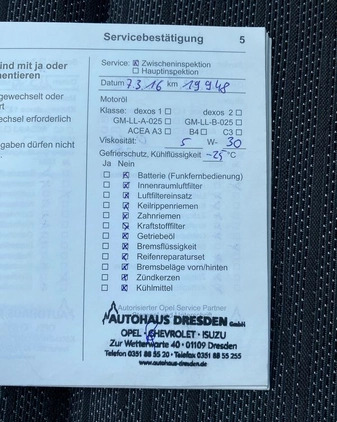 Servicebestätigung 5
ind mit ja oder
nentieren
Service: ☒ Zwischeninspektion
☐ Hauptinspektion
Datum 7.3.16 km 19948
Motoröl
gewechselt oder
rt
Klasse: dexos 1 ☐ dexos 2 ☐
GM-LL-A-025 ☐ GM-LL-B-025 ☐
chsel erforderlich
ACEA A3 ☐ B4 ☐ C3 ☐
Viskosität: 5 W- 30
gaben dürfen nicht
Gefrierschutz, Kühlflüssigkeit -25 °C
Ja Nein
☐ ☒ Batterie (Funkfernbedienung)
☐ ☒ Innenraumluftfilter
☐ ☒ Luftfiltereinsatz
☐ ☒ Keilrippenriemen
☐ ☒ Zahnriemen
☐ ☒ Kraftstofffilter
☐ ☒ Getriebeöl
☐ ☒ Bremsflüssigkeit
☐ ☒ Reifenreparaturset
☐ ☒ Bremsbeläge vorn/hinten
☐ ☒ Zündkerzen
☐ ☒ Kühlmittel
Autorisierter Opel Service Partner
AUTOHAUS DRESDEN GmbH
OPEL · CHEVROLET · ISUZU
Zur Wetterwarte 40 · 01109 Dresden
Telefon 0351 88 55 20 · Telefax 0351 88 55 255
www.autohaus-dresden.de